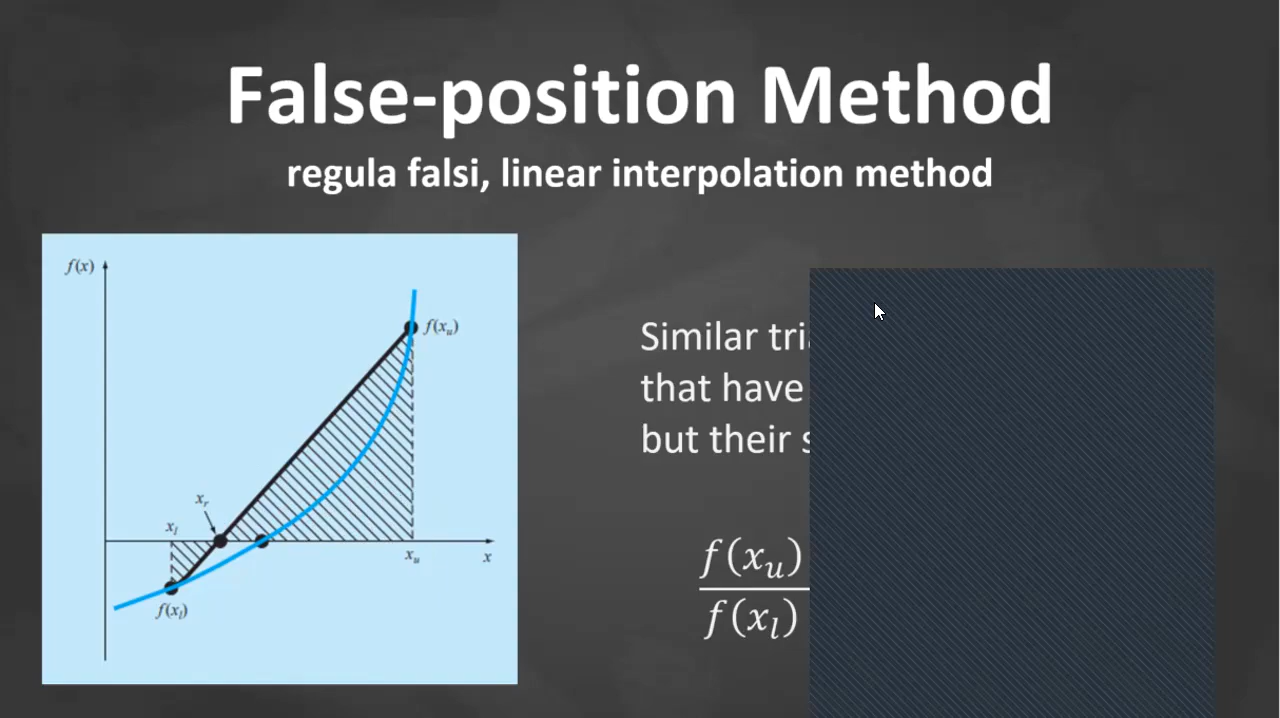 False-position Method
regula falsi, linear interpolation method
f(x)
f(x_u)
x_r
x_l
x_u
x
f(x_l)
Similar tri
that have
but their s
f(x_u)
f(x_l)